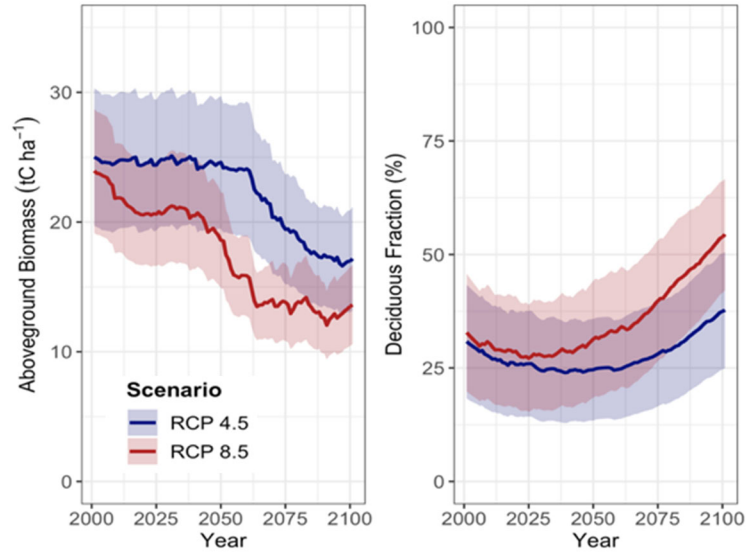 Aboveground Biomass (tC ha⁻¹)
30
20
10
0
2000 2025 2050 2075 2100
Year
Scenario
RCP 4.5
RCP 8.5
Deciduous Fraction (%)
100
75
50
25
0
2000 2025 2050 2075 2100
Year